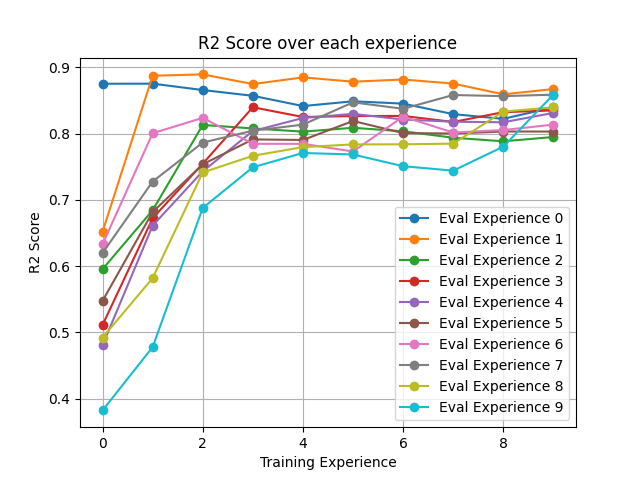 R2 Score over each experience
R2 Score
0.9
0.8
0.7
0.6
0.5
0.4
0
2
4
6
8
Training Experience
Eval Experience 0
Eval Experience 1
Eval Experience 2
Eval Experience 3
Eval Experience 4
Eval Experience 5
Eval Experience 6
Eval Experience 7
Eval Experience 8
Eval Experience 9